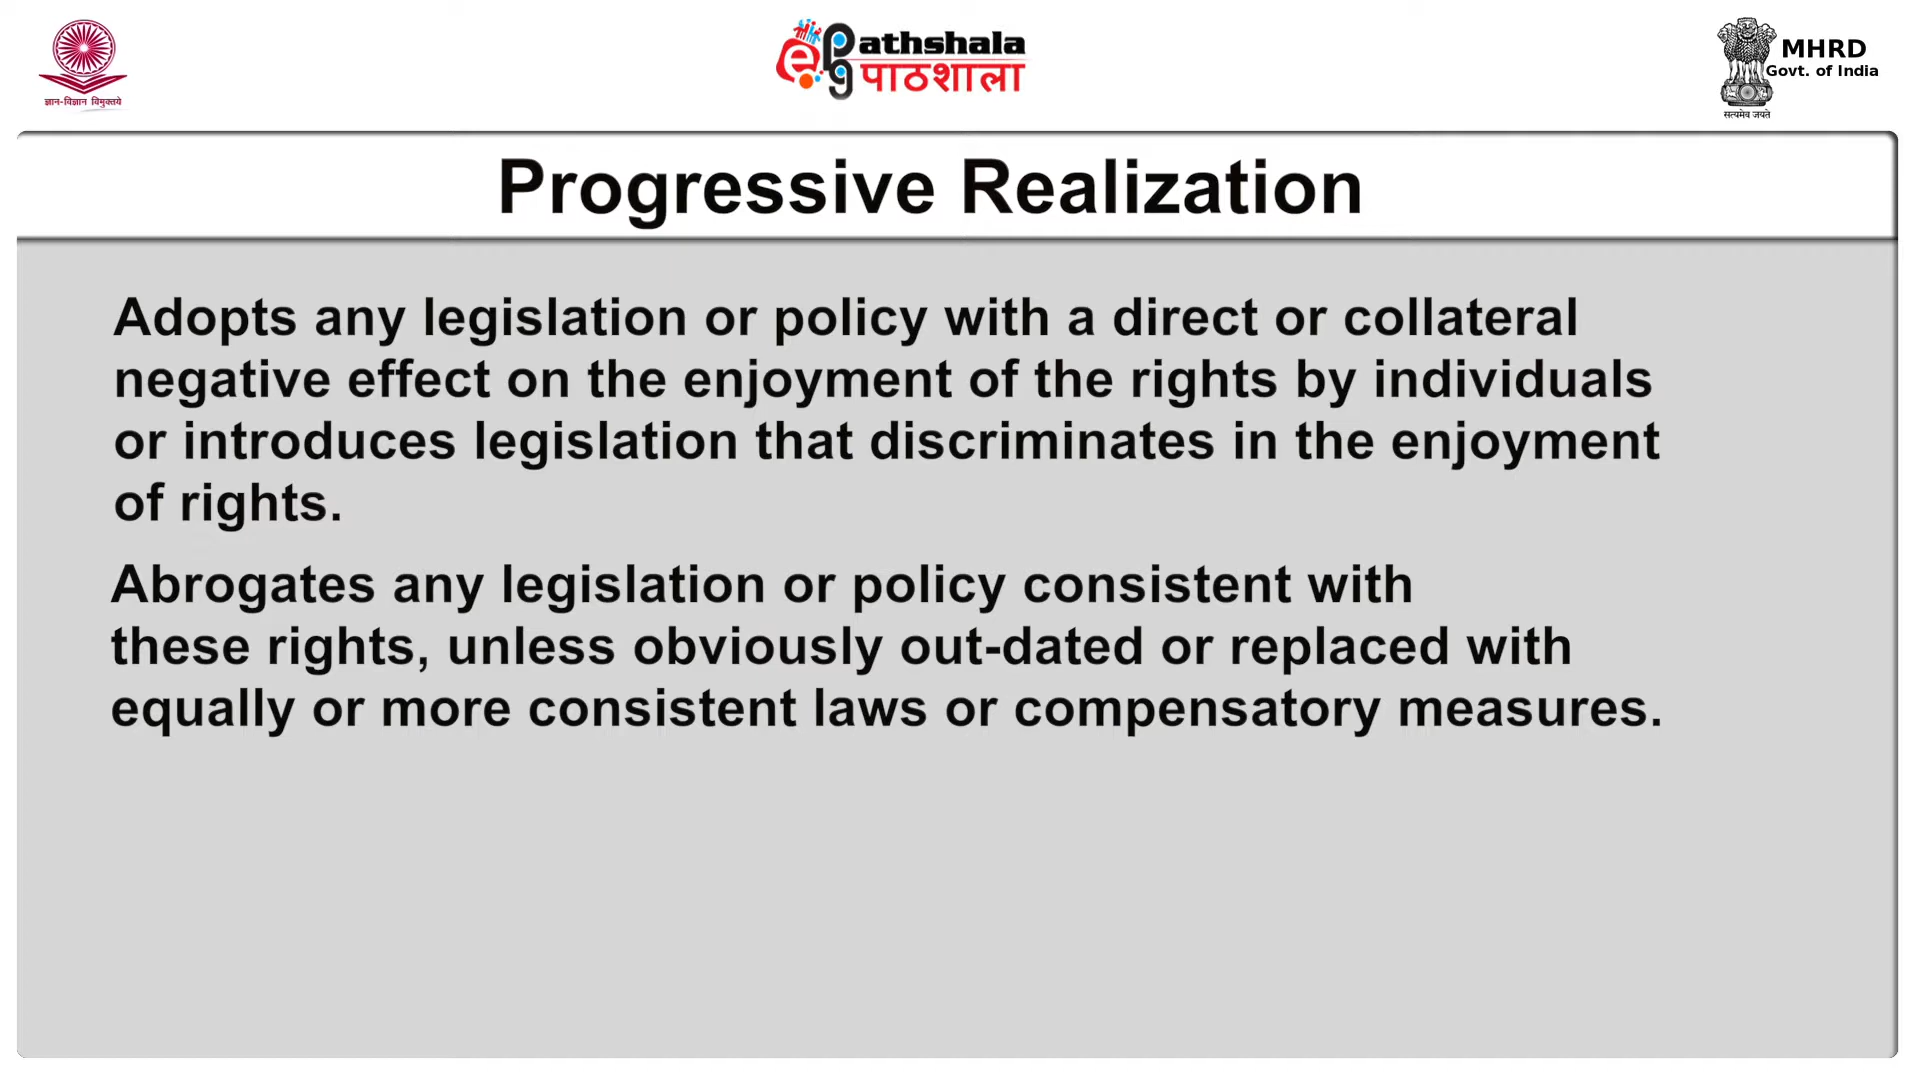 ज्ञान-विज्ञान विमुक्तये
ePG athshala
पाठशाला
MHRD
Govt. of India
सत्यमेव जयते
Progressive Realization
Adopts any legislation or policy with a direct or collateral
negative effect on the enjoyment of the rights by individuals
or introduces legislation that discriminates in the enjoyment
of rights.
Abrogates any legislation or policy consistent with
these rights, unless obviously out-dated or replaced with
equally or more consistent laws or compensatory measures.